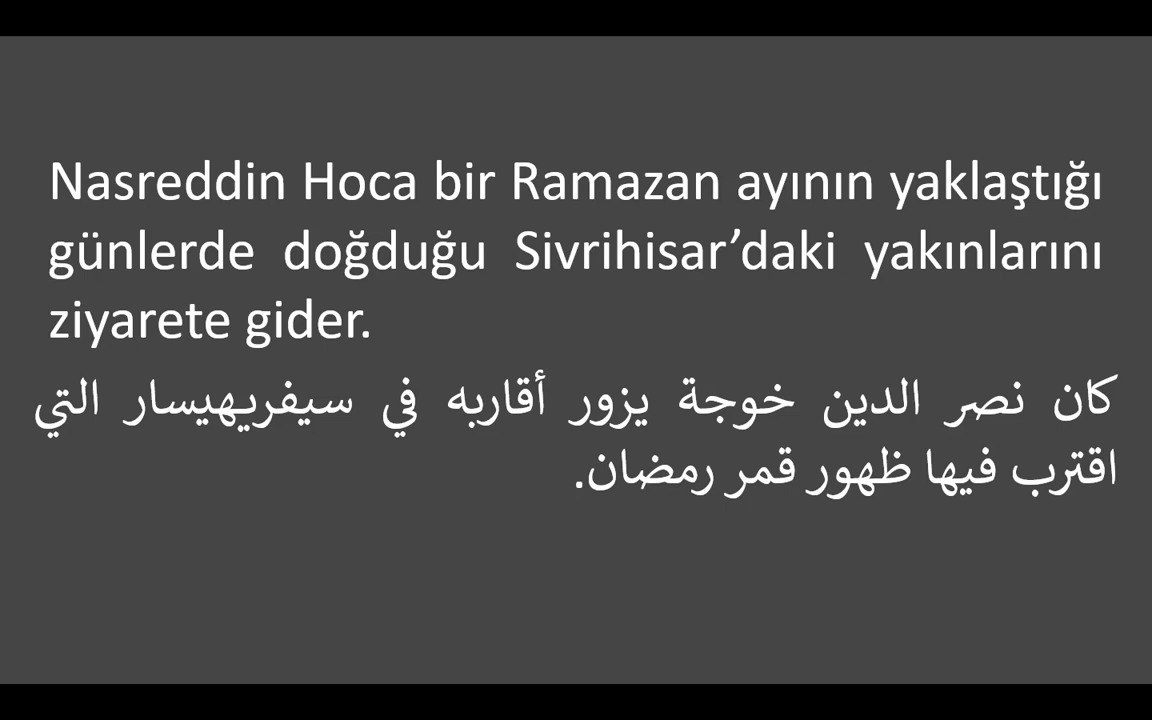 Nasreddin Hoca bir Ramazan ayının yaklaştığı
günlerde doğduğu Sivrihisar’daki yakınlarını
ziyarete gider.
كان نصر الدين خوجة يزور أقاربه في سيفريهيسار التي
اقترب فيها ظهور قمر رمضان.